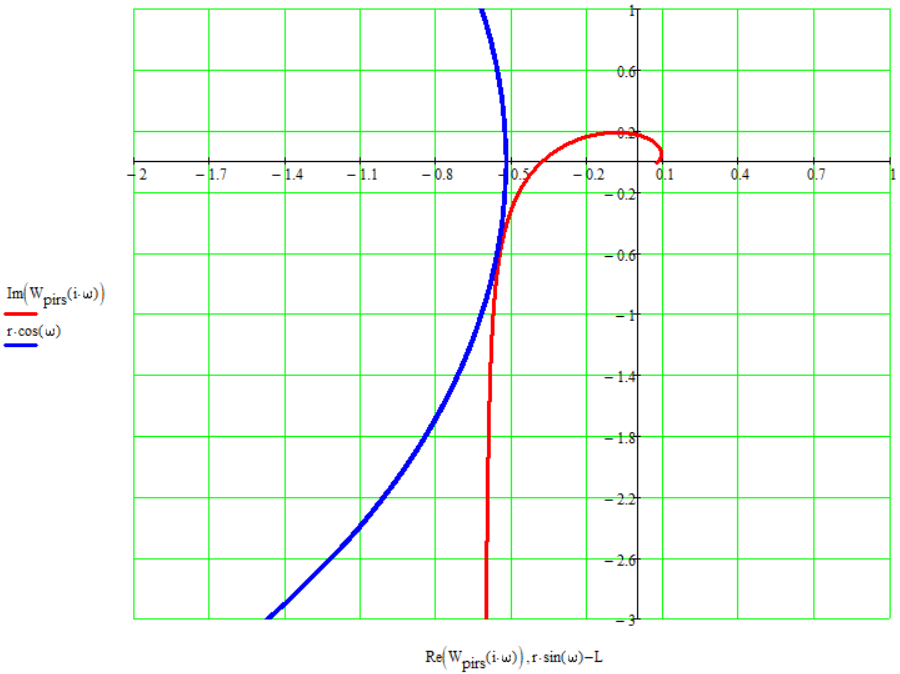 1
0.6
0.2
−2 −1.7 −1.4 −1.1 −0.8 0.5 −0.2 0.1 0.4 0.7 1
−0.2
−0.6
−1
−1.4
−1.8
−2.2
−2.6
−3
Im(W_pirs(i·ω))
r·cos(ω)
Re(W_pirs(i·ω)), r·sin(ω)−L